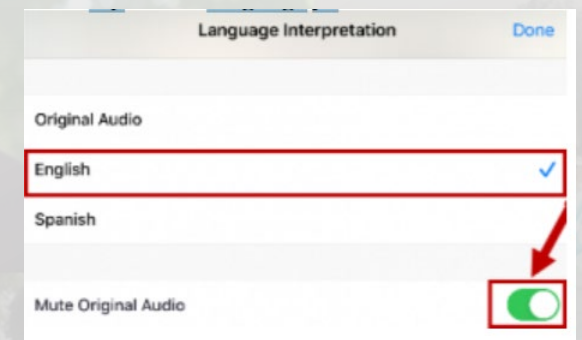 Language Interpretation Done
Original Audio
English
Spanish
Mute Original Audio